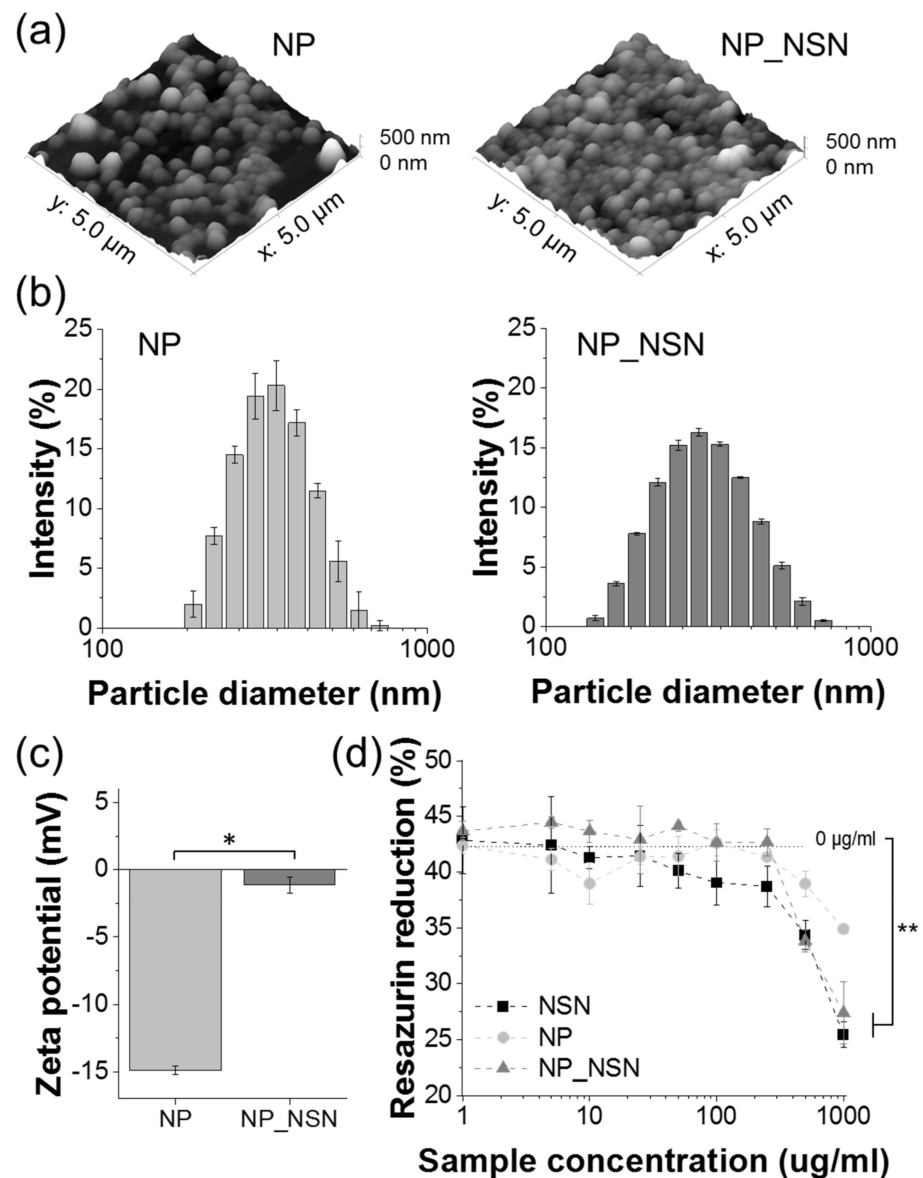 (a)
NP
NP_NSN
500 nm
0 nm
y: 5.0 µm
x: 5.0 µm
500 nm
0 nm
y: 5.0 µm
x: 5.0 µm
(b)
NP
Intensity (%)
25
20
15
10
5
0
100
1000
Particle diameter (nm)
NP_NSN
Intensity (%)
25
20
15
10
5
0
100
1000
Particle diameter (nm)
(c)
Zeta potential (mV)
5
0
-5
-10
-15
*
NP
NP_NSN
(d)
Resazurin reduction (%)
50
45
40
35
30
25
20
0 µg/ml
**
NSN
NP
NP_NSN
1
10
100
1000
Sample concentration (ug/ml)